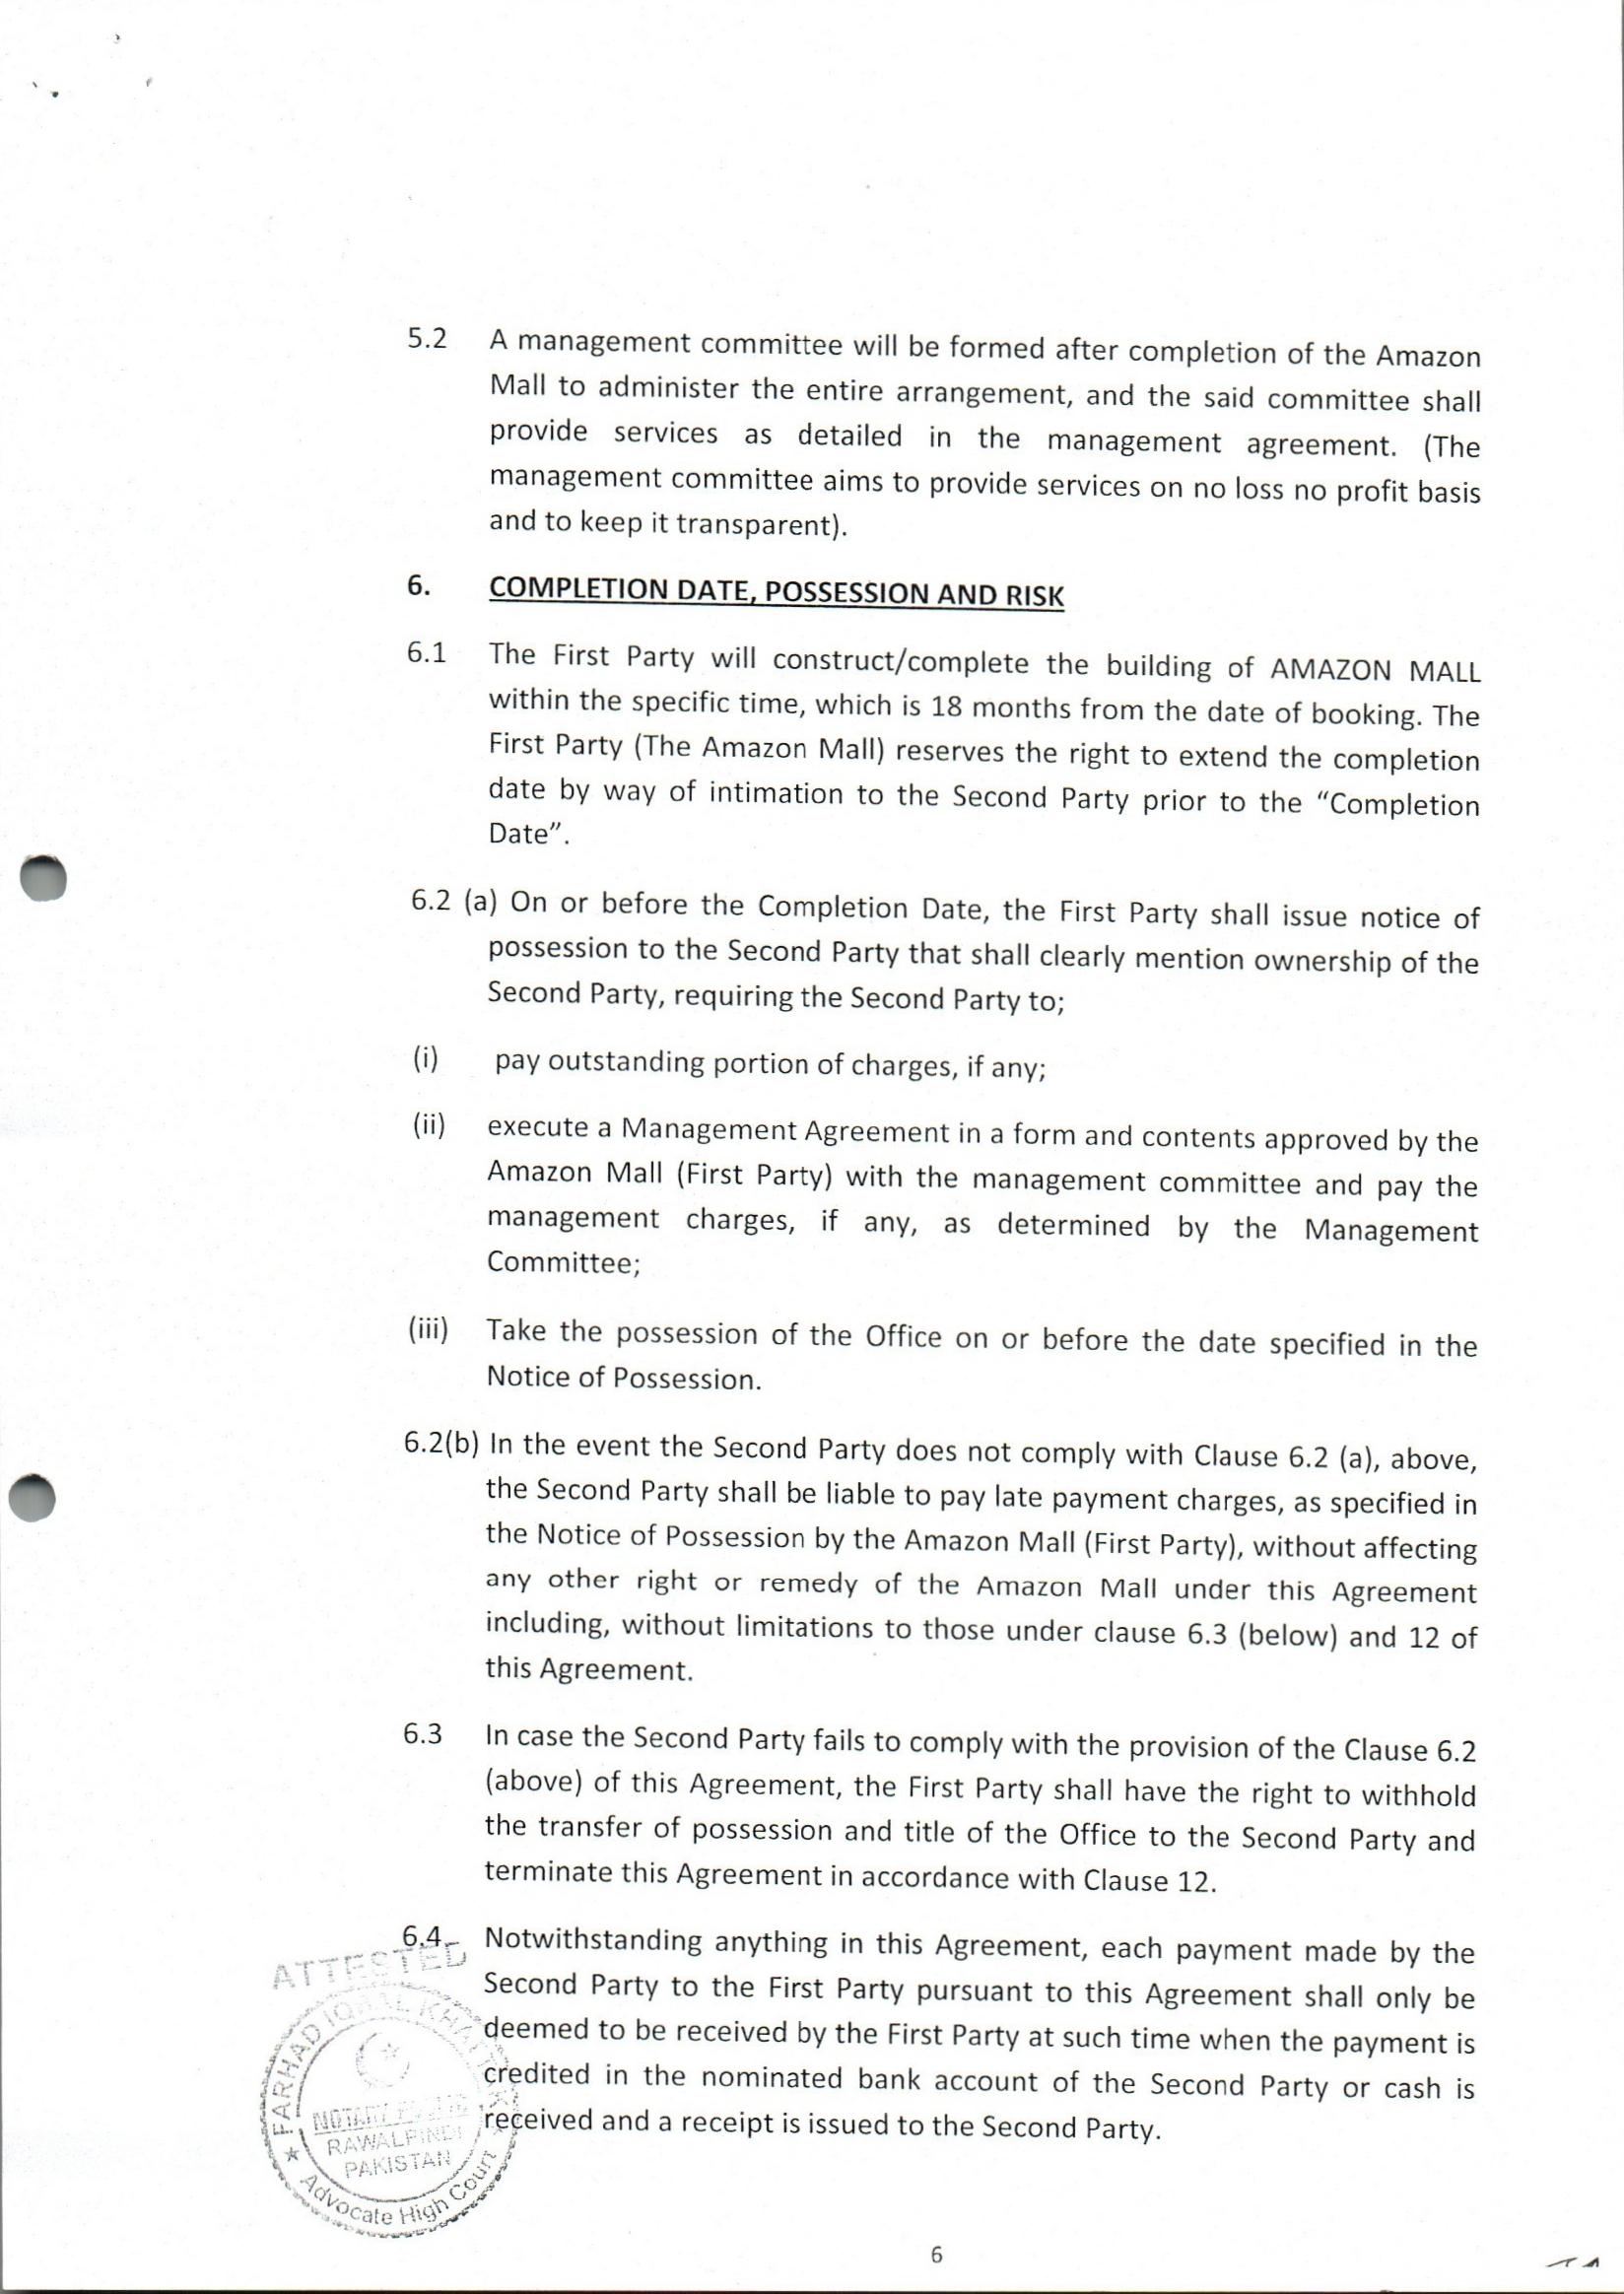 5.2 A management committee will be formed after completion of the Amazon
Mall to administer the entire arrangement, and the said committee shall
provide services as detailed in the management agreement. (The
management committee aims to provide services on no loss no profit basis
and to keep it transparent).
6. COMPLETION DATE, POSSESSION AND RISK
6.1 The First Party will construct/complete the building of AMAZON MALL
within the specific time, which is 18 months from the date of booking. The
First Party (The Amazon Mall) reserves the right to extend the completion
date by way of intimation to the Second Party prior to the “Completion
Date”.
6.2 (a) On or before the Completion Date, the First Party shall issue notice of
possession to the Second Party that shall clearly mention ownership of the
Second Party, requiring the Second Party to;
(i) pay outstanding portion of charges, if any;
(ii) execute a Management Agreement in a form and contents approved by the
Amazon Mall (First Party) with the management committee and pay the
management charges, if any, as determined by the Management
Committee;
(iii) Take the possession of the Office on or before the date specified in the
Notice of Possession.
6.2(b) In the event the Second Party does not comply with Clause 6.2 (a), above,
the Second Party shall be liable to pay late payment charges, as specified in
the Notice of Possession by the Amazon Mall (First Party), without affecting
any other right or remedy of the Amazon Mall under this Agreement
including, without limitations to those under clause 6.3 (below) and 12 of
this Agreement.
6.3 In case the Second Party fails to comply with the provision of the Clause 6.2
(above) of this Agreement, the First Party shall have the right to withhold
the transfer of possession and title of the Office to the Second Party and
terminate this Agreement in accordance with Clause 12.
6.4 Notwithstanding anything in this Agreement, each payment made by the
Second Party to the First Party pursuant to this Agreement shall only be
deemed to be received by the First Party at such time when the payment is
credited in the nominated bank account of the Second Party or cash is
received and a receipt is issued to the Second Party.
ATTESTED
FARHAD IQBAL
NOTARY
RAWALPINDI
PAKISTAN
Advocate High Court
6